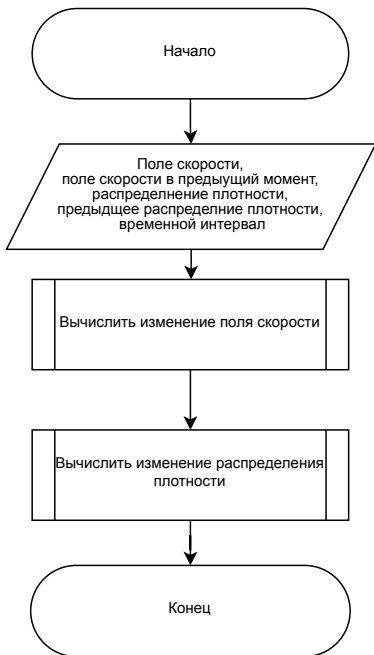 Начало
Поле скорости,
поле скорости в предыущий момент,
распределнение плотности,
предыдщее распределние плотности,
временной интервал
Вычислить изменение поля скорости
Вычислить изменение распределения
плотности
Конец